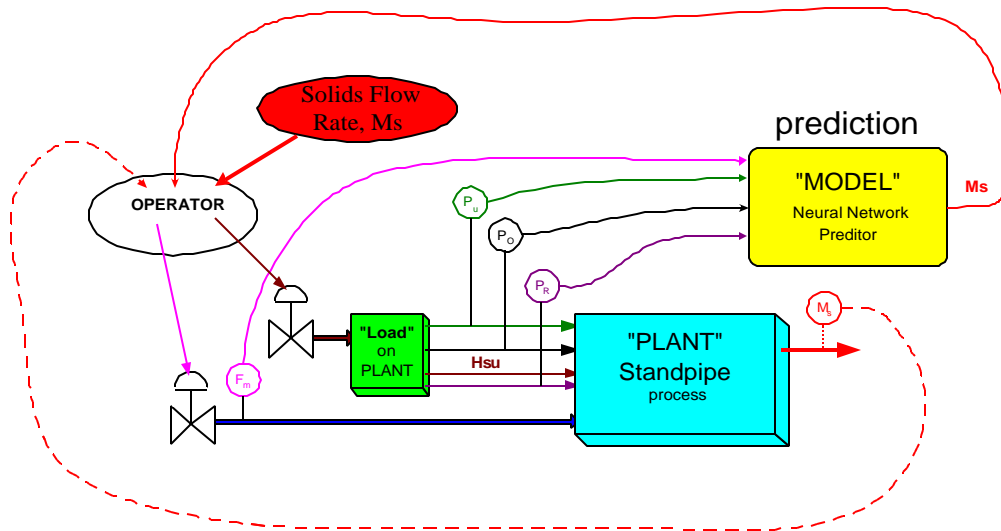 Solids Flow
Rate, Ms
prediction
"MODEL"
Neural Network
Preditor
Ms
OPERATOR
Pu
PO
PR
Ms
"Load"
on
PLANT
Hsu
"PLANT"
Standpipe
process
Fm